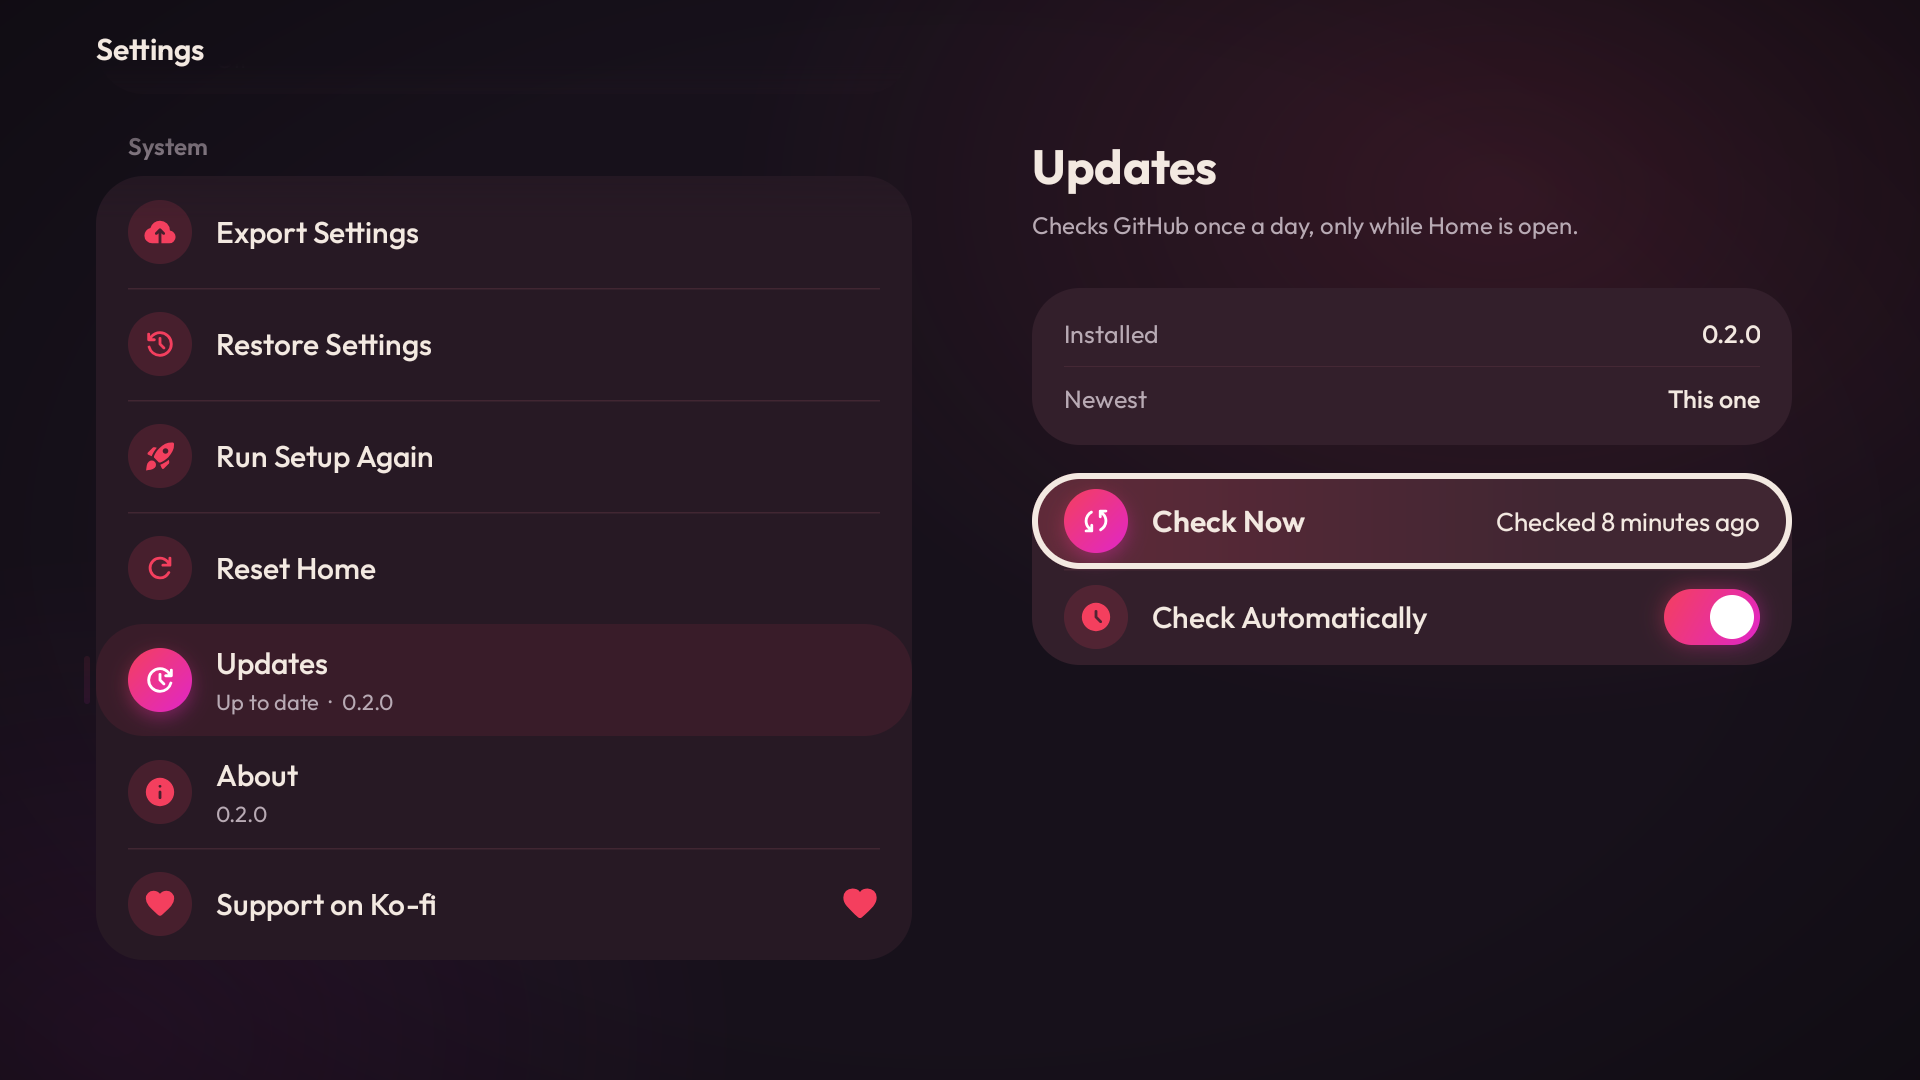 Settings
System
Export Settings
Restore Settings
Run Setup Again
Reset Home
Updates
Up to date · 0.2.0
About
0.2.0
Support on Ko-fi
Updates
Checks GitHub once a day, only while Home is open.
Installed 0.2.0
Newest This one
Check Now Checked 8 minutes ago
Check Automatically